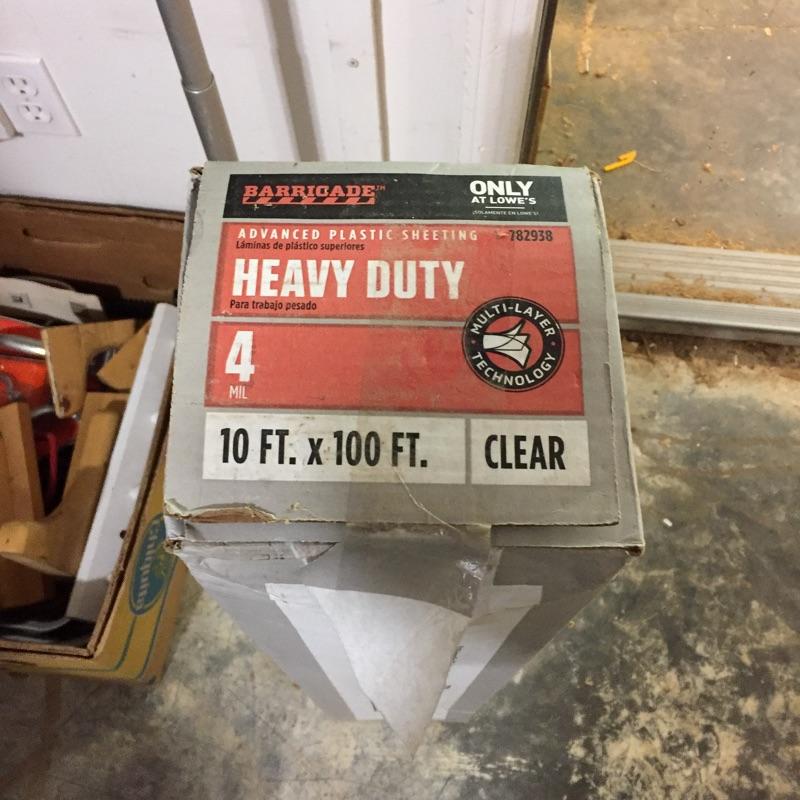 BARRICADE™
ONLY
AT LOWE'S
¡SOLAMENTE EN LOWE'S!
ADVANCED PLASTIC SHEETING
782938
Láminas de plástico superiores
HEAVY DUTY
Para trabajo pesado
MULTI-LAYER
TECHNOLOGY
4
MIL
10 FT. x 100 FT.
CLEAR
Chiquita